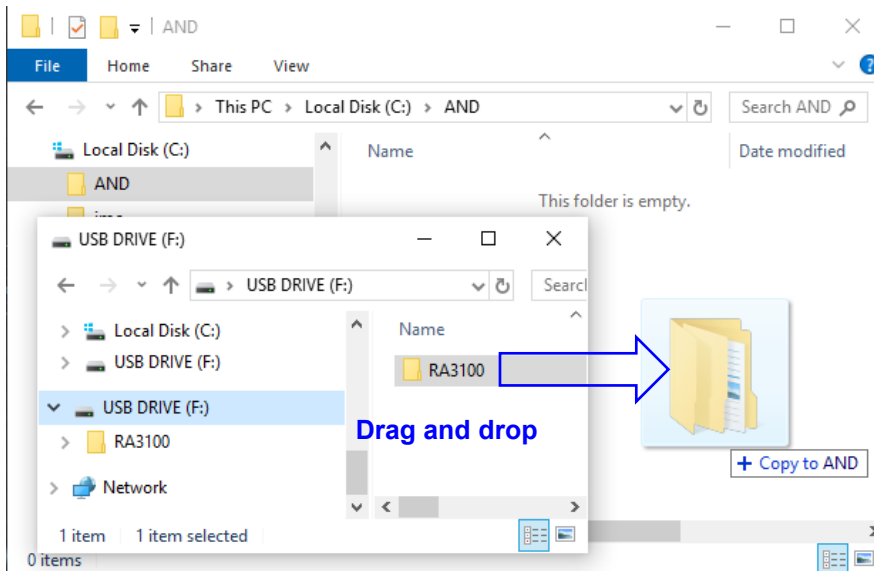 AND
File Home Share View
This PC > Local Disk (C:) > AND
Search AND
Local Disk (C:)
AND
Name
Date modified
This folder is empty.
USB DRIVE (F:)
USB DRIVE (F:)
Local Disk (C:)
USB DRIVE (F:)
USB DRIVE (F:)
RA3100
Network
Name
RA3100
Drag and drop
1 item 1 item selected
+ Copy to AND
0 items